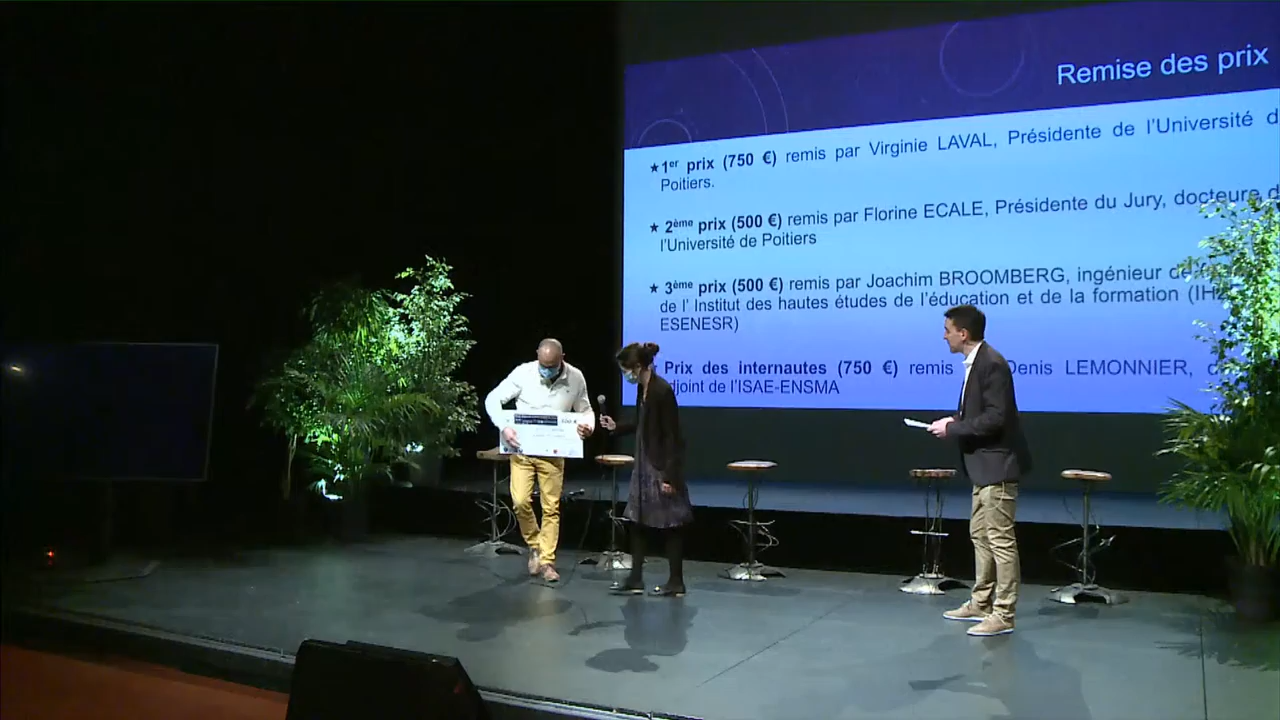 Remise des prix
★ 1er prix (750 €) remis par Virginie LAVAL, Présidente de l'Université d
Poitiers.
★ 2ème prix (500 €) remis par Florine ECALE, Présidente du Jury, docteure d
l'Université de Poitiers
★ 3ème prix (500 €) remis par Joachim BROOMBERG, ingénieur de
de l' Institut des hautes études de l'éducation et de la formation (IH
ESENESR)
Prix des internautes (750 €) remis Denis LEMONNIER,
djoint de l'ISAE-ENSMA
500 €